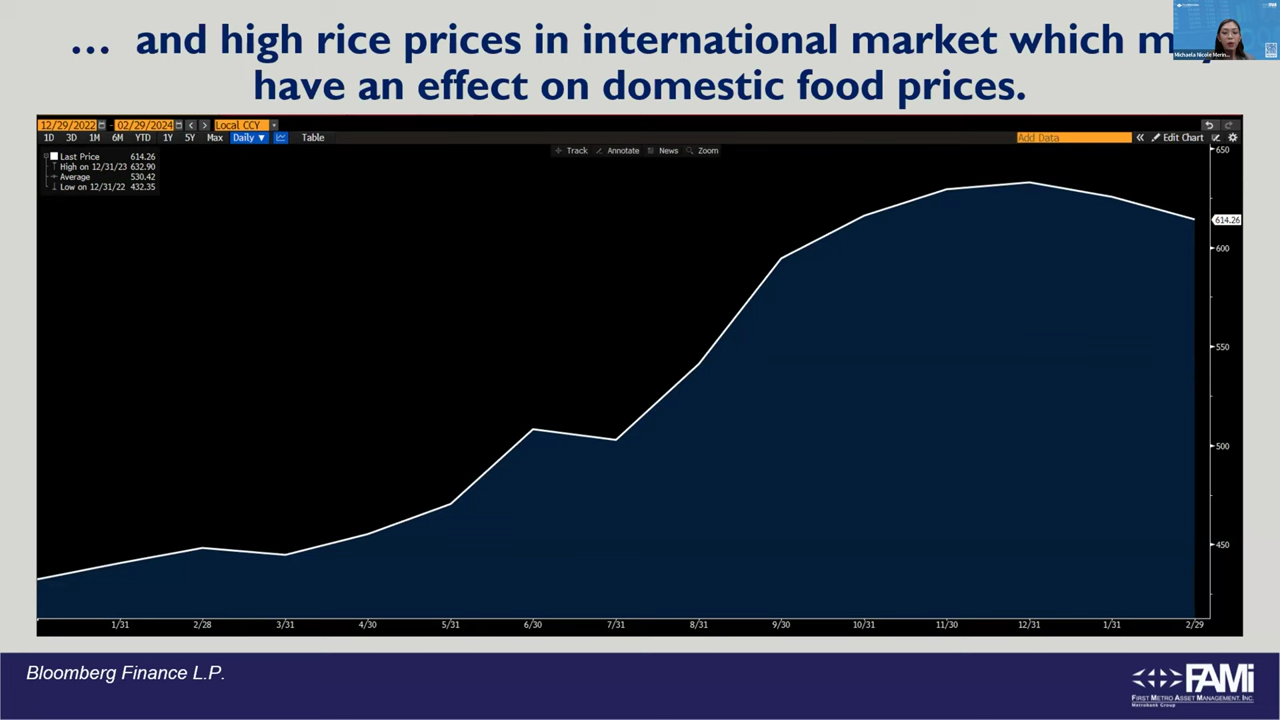 … and high rice prices in international market which m
have an effect on domestic food prices.
Michaela Nicole Merin...
12/29/2022 - 02/29/2024 Local CCY
1D 3D 1M 6M YTD 1Y 5Y Max Daily ▼ Table Add Data « Edit Chart
Track Annotate News Zoom
Last Price 614.26
High on 12/31/23 632.90
Average 530.42
Low on 12/31/22 432.35
650
614.26
600
550
500
450
1/31 2/28 3/31 4/30 5/31 6/30 7/31 8/31 9/30 10/31 11/30 12/31 1/31 2/29
Bloomberg Finance L.P.
FAMi
First Metro Asset Management, Inc.
Metrobank Group